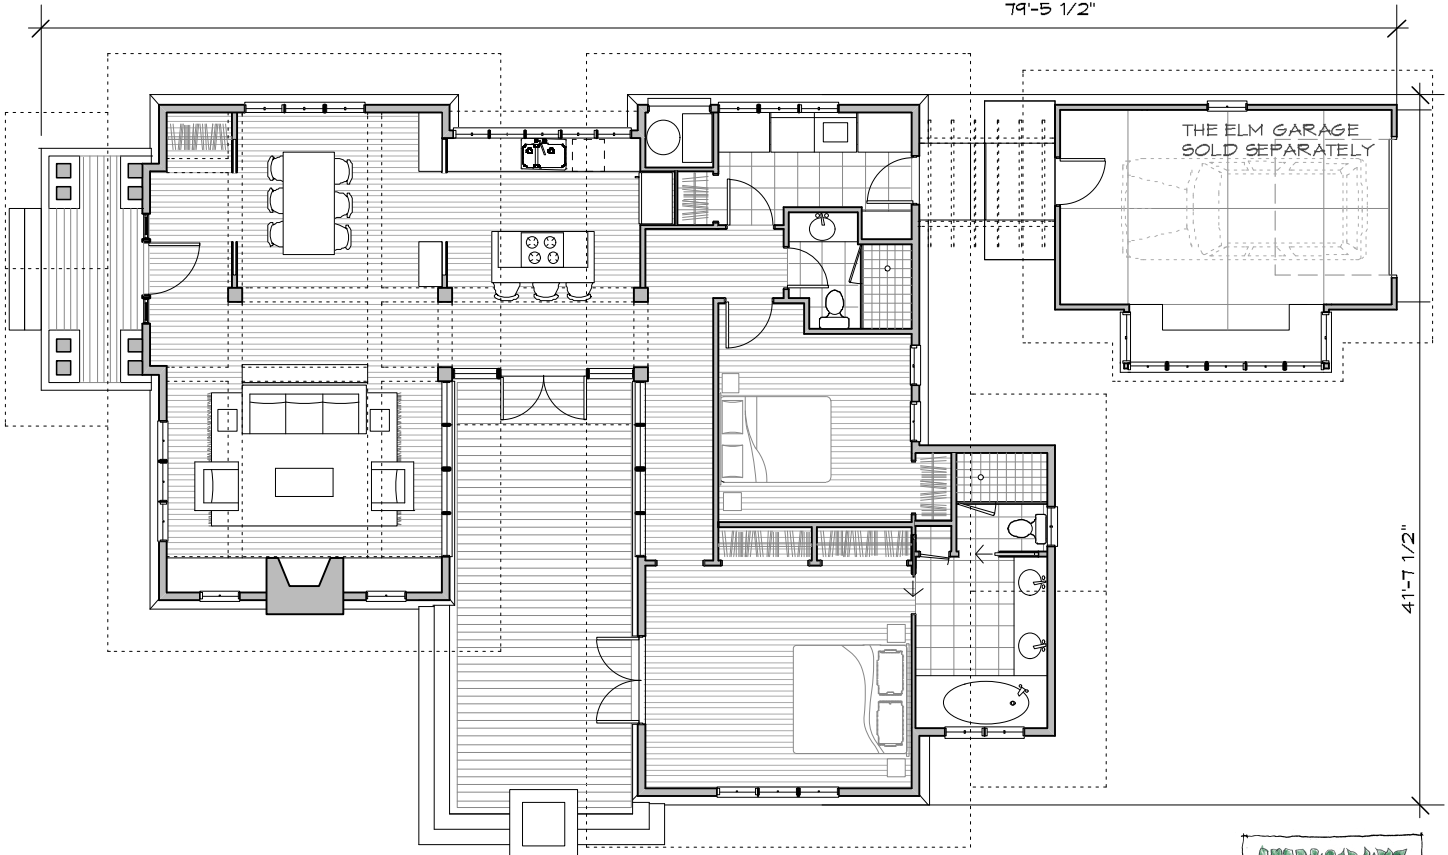 79'-5 1/2"
THE ELM GARAGE
SOLD SEPARATELY
41'-7 1/2"